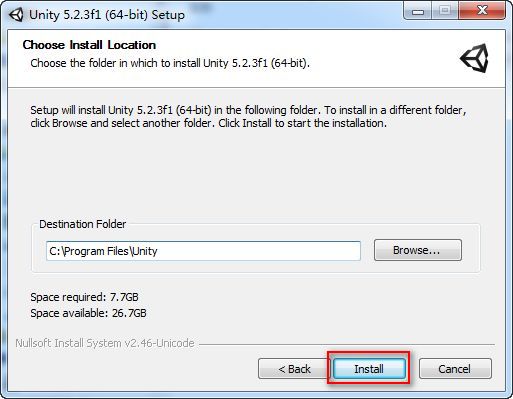 Unity 5.2.3f1 (64-bit) Setup
Choose Install Location
Choose the folder in which to install Unity 5.2.3f1 (64-bit).
Setup will install Unity 5.2.3f1 (64-bit) in the following folder. To install in a different folder,
click Browse and select another folder. Click Install to start the installation.
Destination Folder
C:\Program Files\Unity
Browse...
Space required: 7.7GB
Space available: 26.7GB
Nullsoft Install System v2.46-Unicode
< Back
Install
Cancel